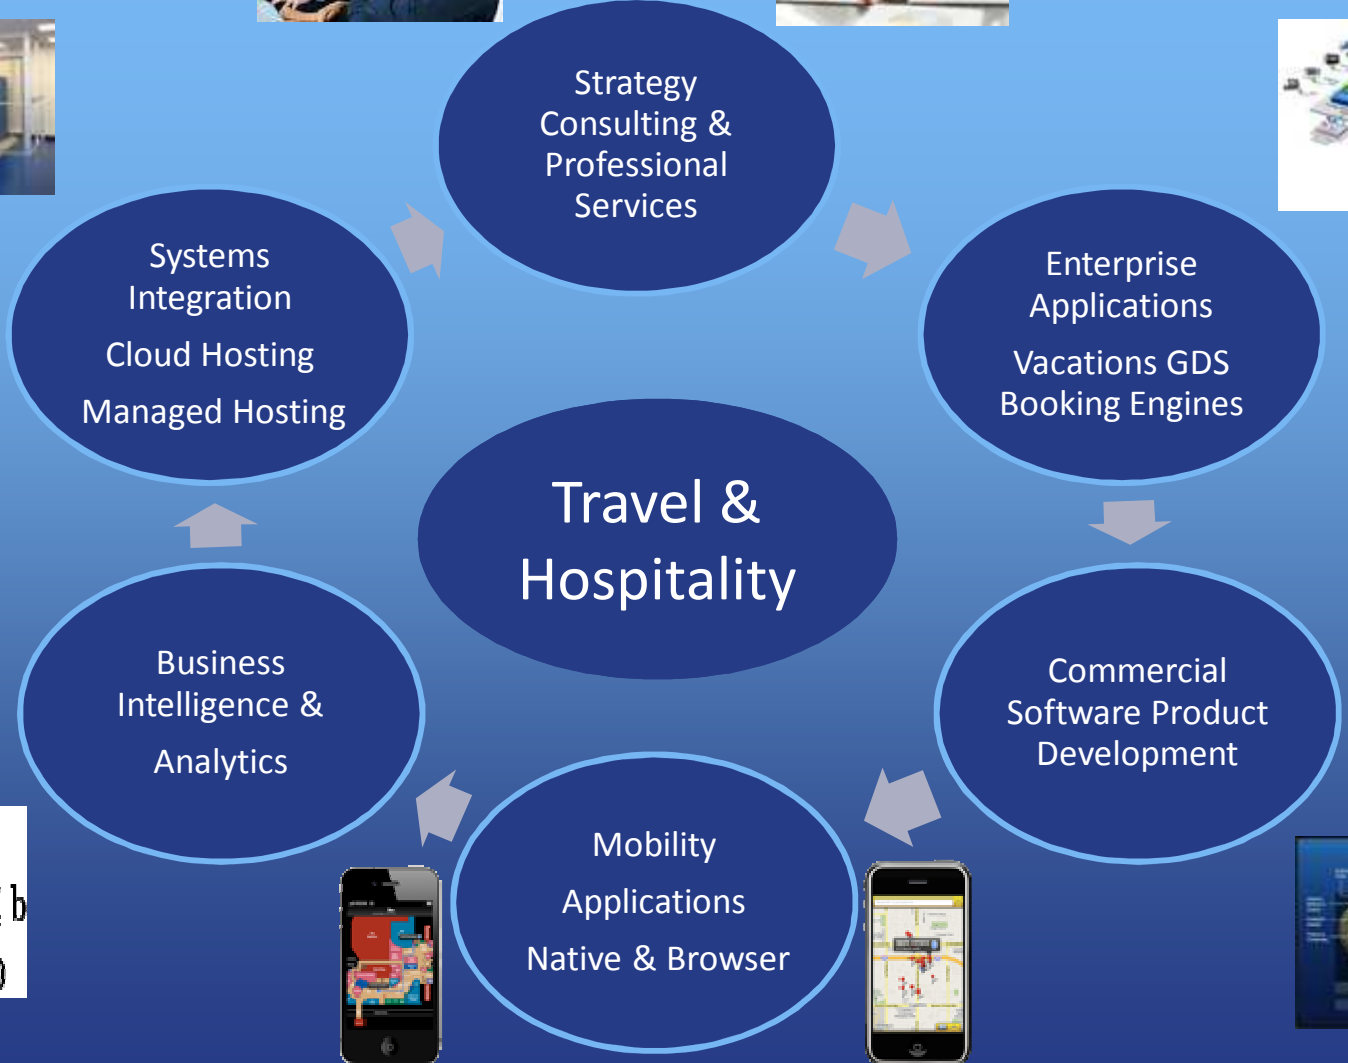 Strategy
Consulting &
Professional
Services
Enterprise
Applications
Vacations GDS
Booking Engines
Commercial
Software Product
Development
Mobility
Applications
Native & Browser
Business
Intelligence &
Analytics
Systems
Integration
Cloud Hosting
Managed Hosting
Travel &
Hospitality